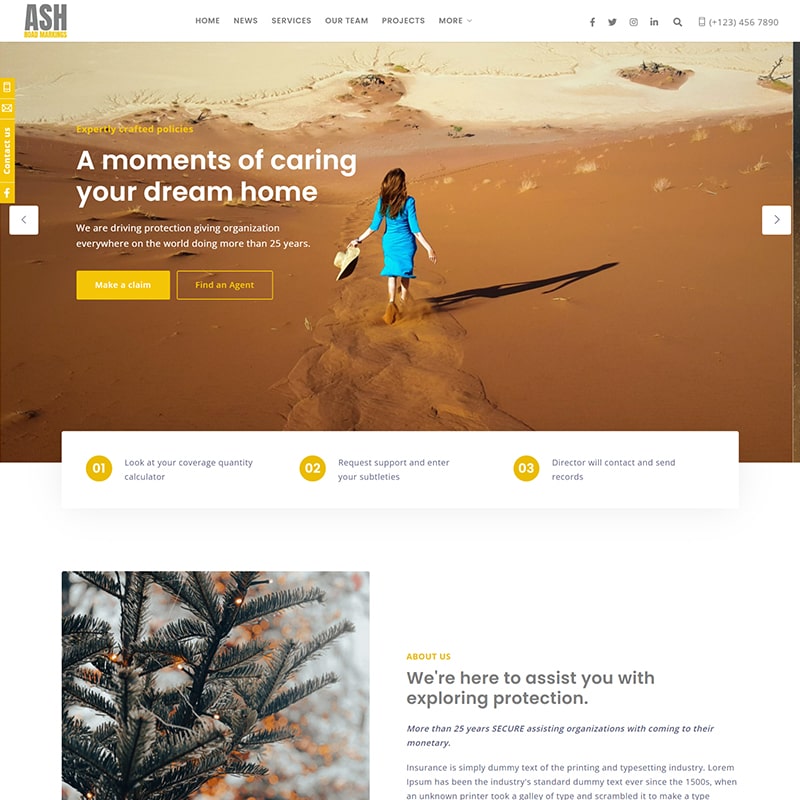 ASH
ROAD MARKINGS
HOME NEWS SERVICES OUR TEAM PROJECTS MORE
(+123) 456 7890
Contact us
Expertly crafted policies
A moments of caring
your dream home
We are driving protection giving organization
everywhere on the world doing more than 25 years.
Make a claim
Find an Agent
01
Look at your coverage quantity
calculator
02
Request support and enter
your subtleties
03
Director will contact and send
records
ABOUT US
We're here to assist you with
exploring protection.
More than 25 years SECURE assisting organizations with coming to their
monetary.
Insurance is simply dummy text of the printing and typesetting industry. Lorem
Ipsum has been the industry's standard dummy text ever since the 1500s, when
an unknown printer took a galley of type and scrambled it to make a type